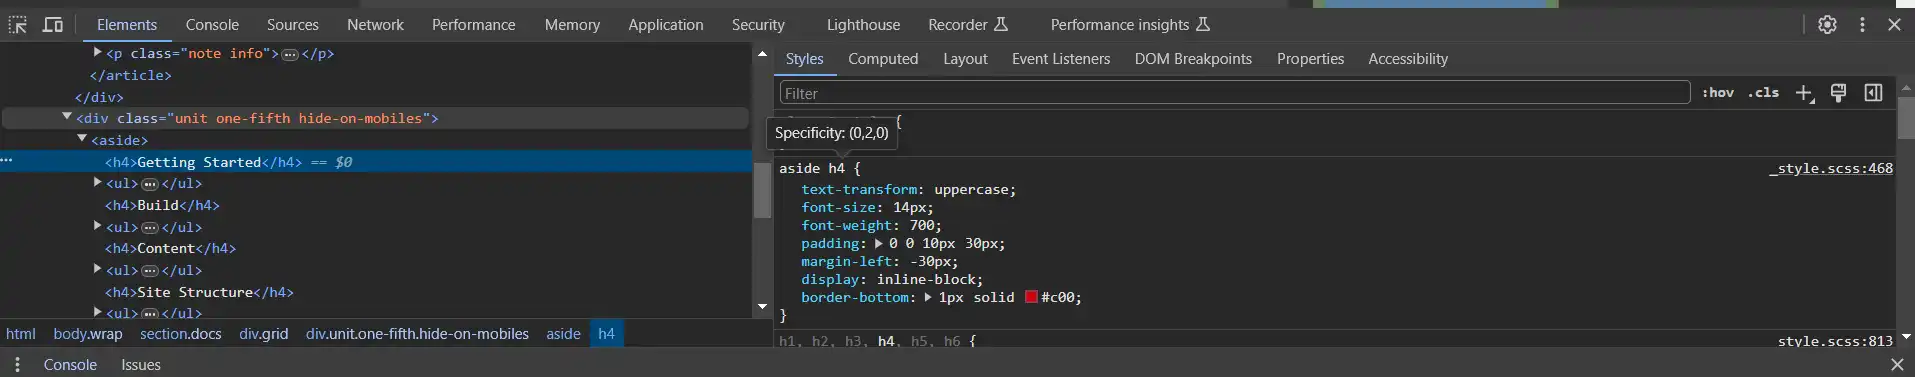 Elements Console Sources Network Performance Memory Application Security Lighthouse Recorder Performance insights
<p class="note info"> … </p>
</article>
</div>
<div class="unit one-fifth hide-on-mobiles">
<aside>
<h4>Getting Started</h4> == $0
<ul> … </ul>
<h4>Build</h4>
<ul> … </ul>
<h4>Content</h4>
<ul> … </ul>
<h4>Site Structure</h4>
<ul> … </ul>
html body.wrap section.docs div.grid div.unit.one-fifth.hide-on-mobiles aside h4
Styles Computed Layout Event Listeners DOM Breakpoints Properties Accessibility
Filter :hov .cls
{
Specificity: (0,2,0)
aside h4 { _style.scss:468
text-transform: uppercase;
font-size: 14px;
font-weight: 700;
padding: 0 0 10px 30px;
margin-left: -30px;
display: inline-block;
border-bottom: 1px solid #c00;
}
h1, h2, h3, h4, h5, h6 { style.scss:813
Console Issues